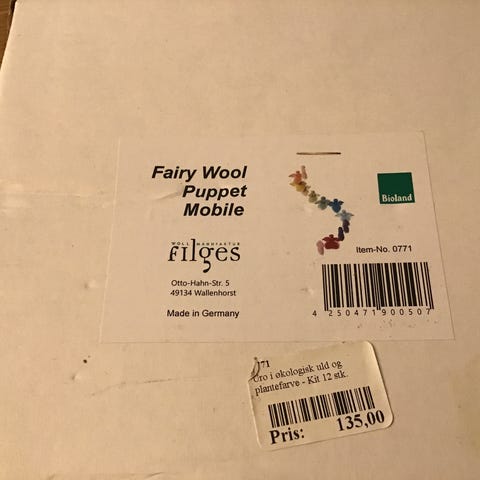 Fairy Wool
Puppet
Mobile
WOLL MANUFAKTUR
filges
Otto-Hahn-Str. 5
49134 Wallenhorst
Made in Germany
Bioland
Item-No. 0771
4 250471 900507
71
Uro i økologisk uld og
plantefarve - Kit 12 stk.
Pris: 135,00